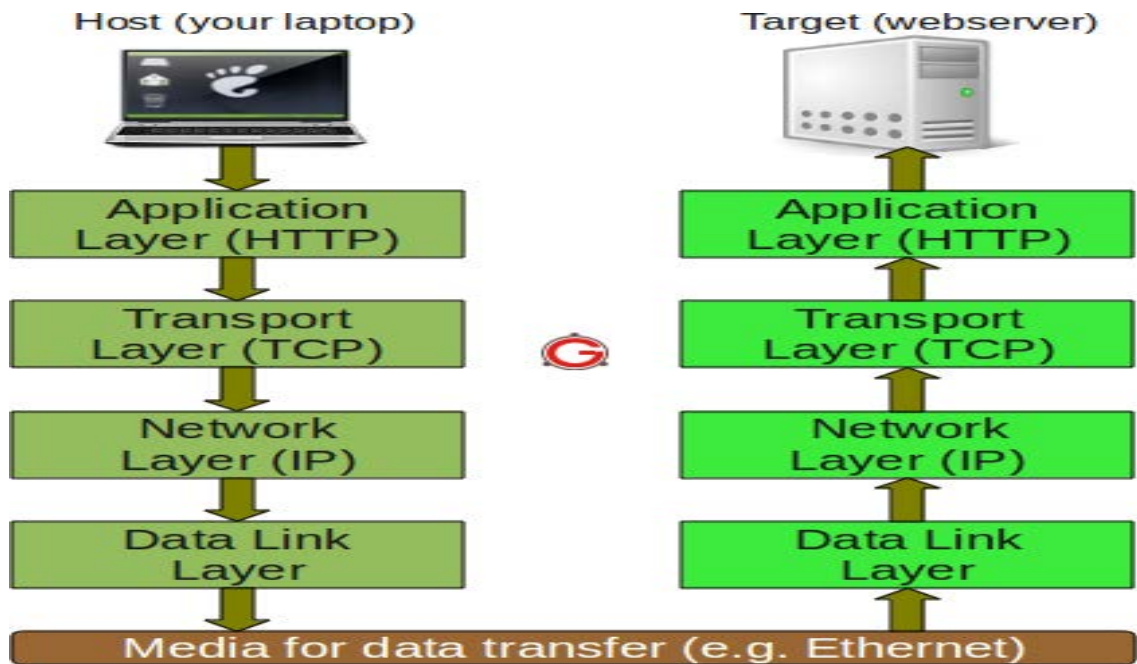 Host (your laptop)
Target (webserver)
Application
Layer (HTTP)
Transport
Layer (TCP)
Network
Layer (IP)
Data Link
Layer
Application
Layer (HTTP)
Transport
Layer (TCP)
Network
Layer (IP)
Data Link
Layer
G
Media for data transfer (e.g. Ethernet)